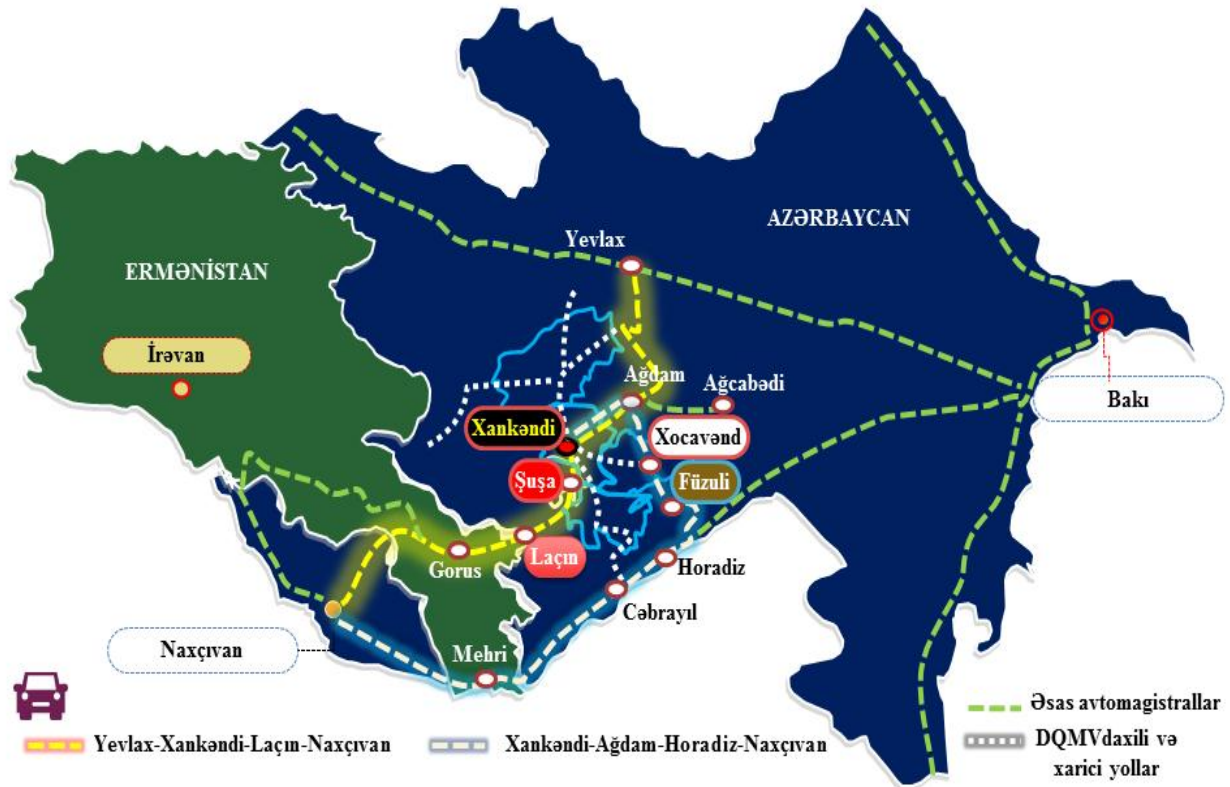 AZƏRBAYCAN
Yevlax
ERMƏNİSTAN
İrəvan
Ağdam
Ağcabədi
Bakı
Xankəndi
Xocavənd
Şuşa
Füzuli
Laçın
Gorus
Horadiz
Cəbrayıl
Naxçıvan
Mehri
Əsas avtomagistrallar
Yevlax-Xankəndi-Laçın-Naxçıvan
Xankəndi-Ağdam-Horadiz-Naxçıvan
DQMVdaxili və
xarici yollar